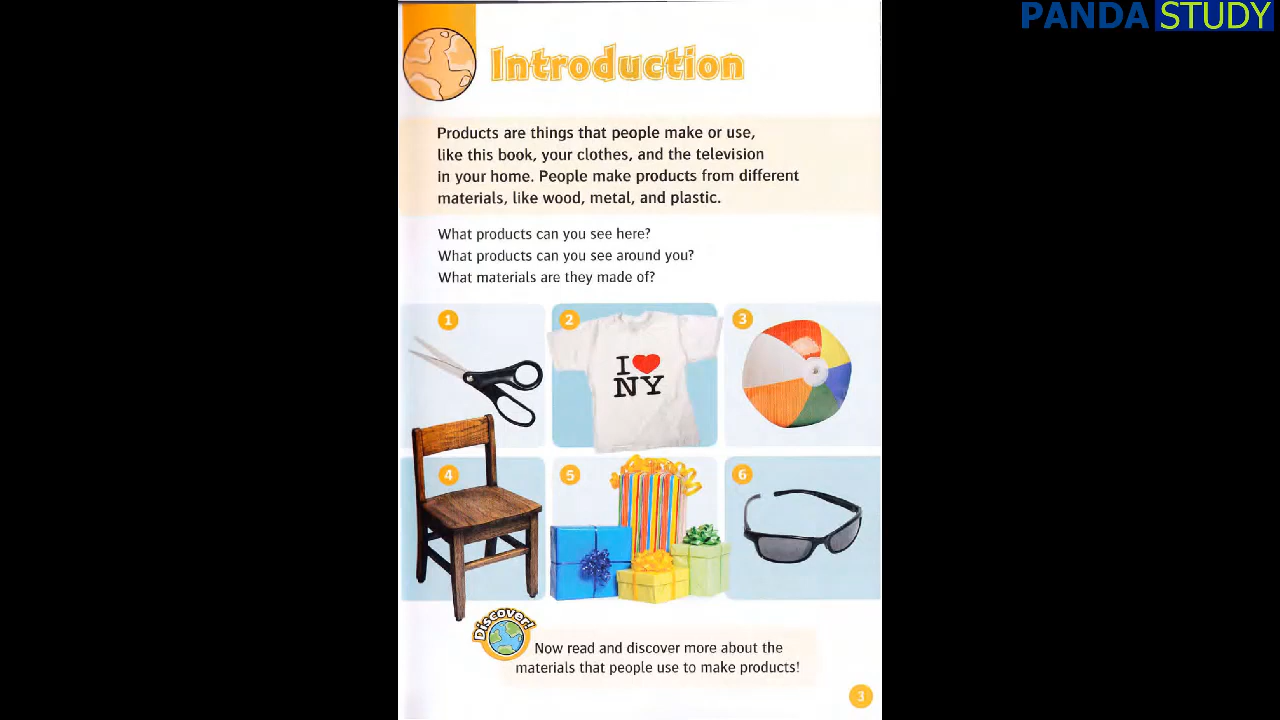 PANDA STUDY
Introduction
Products are things that people make or use,
like this book, your clothes, and the television
in your home. People make products from different
materials, like wood, metal, and plastic.
What products can you see here?
What products can you see around you?
What materials are they made of?
1
2
3
I ❤
NY
4
5
6
Discover!
Now read and discover more about the
materials that people use to make products!
3